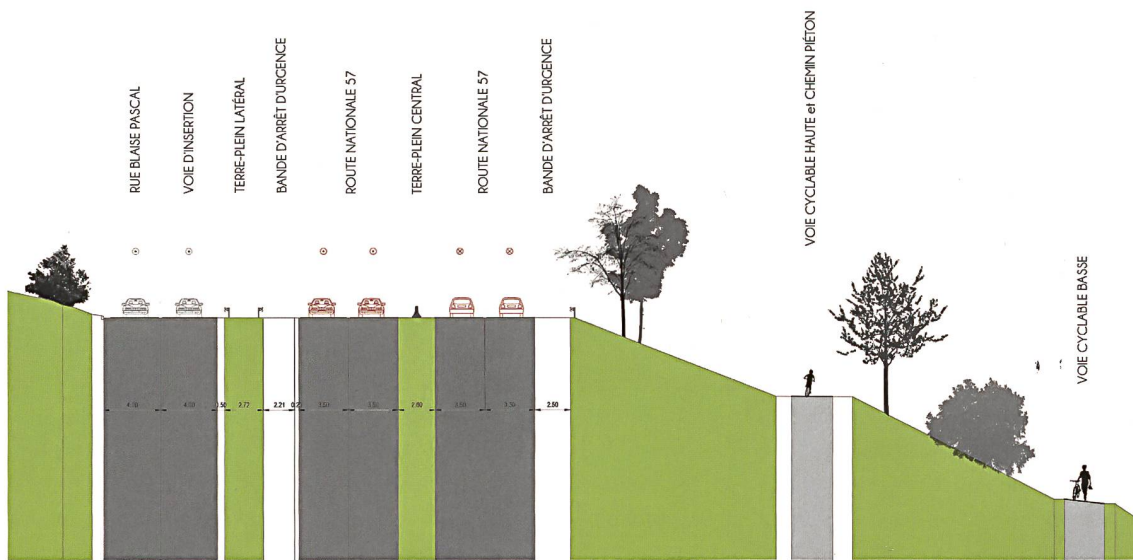 RUE BLAISE PASCAL
VOIE D'INSERTION
TERRE-PLEIN LATÉRAL
BANDE D'ARRÊT D'URGENCE
ROUTE NATIONALE 57
TERRE-PLEIN CENTRAL
ROUTE NATIONALE 57
BANDE D'ARRÊT D'URGENCE
VOIE CYCLABLE HAUTE et CHEMIN PIÉTON
VOIE CYCLABLE BASSE
2.72
2.21
3.50
3.50
2.60
3.50
3.50
2.50